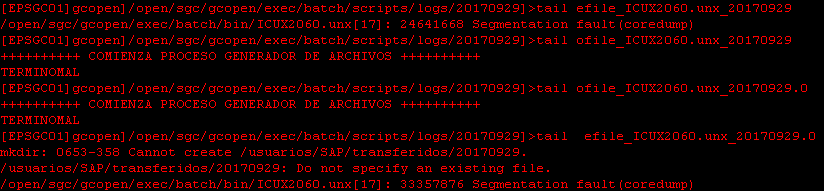 [EPSGC01]gcopen]/open/sgc/gcopen/exec/batch/scripts/logs/20170929]>tail efile_ICUX2060.unx_20170929
/open/sgc/gcopen/exec/batch/bin/ICUX2060.unx[17]: 24641668 Segmentation fault(coredump)
[EPSGC01]gcopen]/open/sgc/gcopen/exec/batch/scripts/logs/20170929]>tail ofile_ICUX2060.unx_20170929
++++++++++ COMIENZA PROCESO GENERADOR DE ARCHIVOS ++++++++++
TERMINOMAL
[EPSGC01]gcopen]/open/sgc/gcopen/exec/batch/scripts/logs/20170929]>tail ofile_ICUX2060.unx_20170929.0
++++++++++ COMIENZA PROCESO GENERADOR DE ARCHIVOS ++++++++++
TERMINOMAL
[EPSGC01]gcopen]/open/sgc/gcopen/exec/batch/scripts/logs/20170929]>tail  efile_ICUX2060.unx_20170929.0
mkdir: 0653-358 Cannot create /usuarios/SAP/transferidos/20170929.
/usuarios/SAP/transferidos/20170929: Do not specify an existing file.
/open/sgc/gcopen/exec/batch/bin/ICUX2060.unx[17]: 33357876 Segmentation fault(coredump)